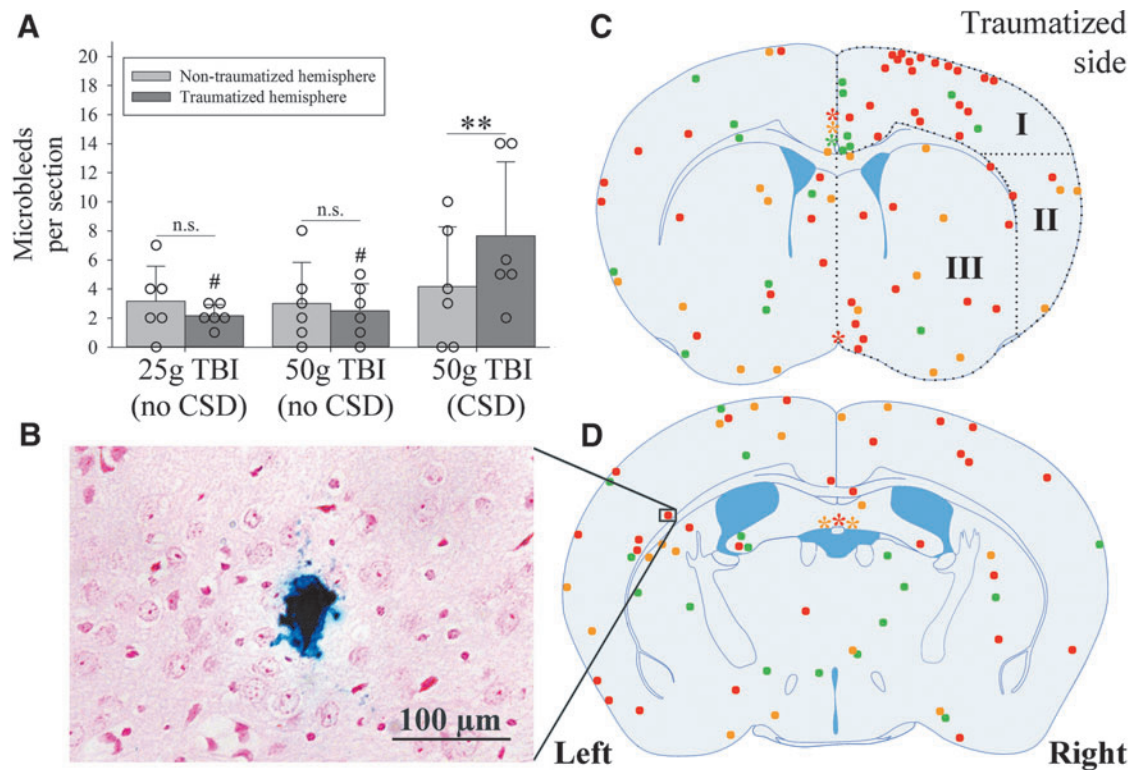 A
Microbleeds
per section
20
18
16
14
12
10
8
6
4
2
0
Non-traumatized hemisphere
Traumatized hemisphere
n.s.
#
n.s.
#
**
25g TBI
(no CSD)
50g TBI
(no CSD)
50g TBI
(CSD)
B
100 µm
C
Traumatized
side
*
*
*
I
II
III
*
D
* * *
Left
Right